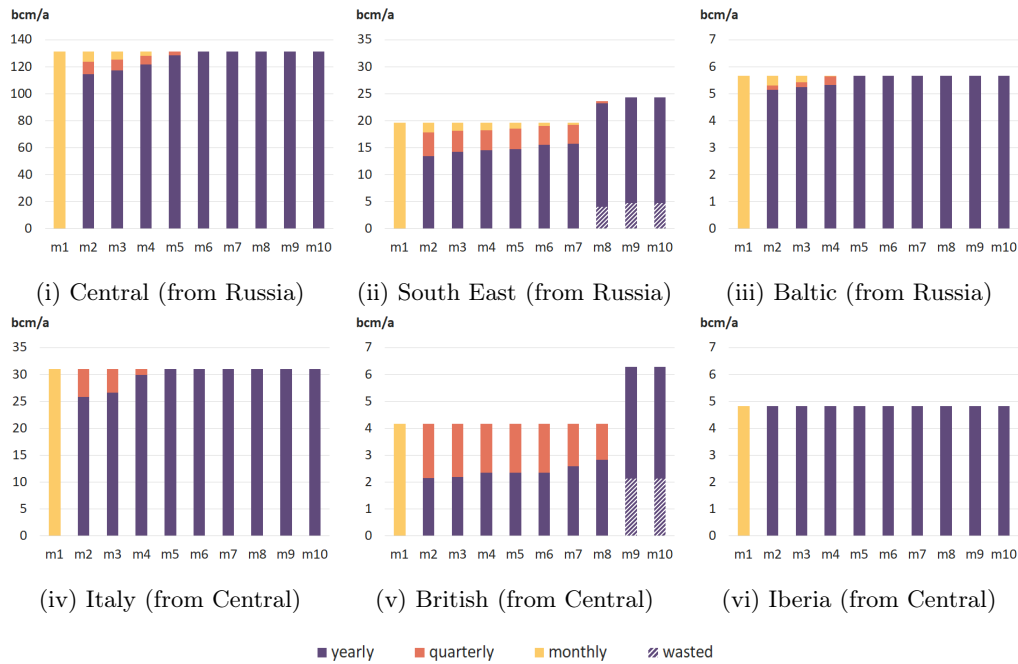 bcm/a
140
120
100
80
60
40
20
0
m1 m2 m3 m4 m5 m6 m7 m8 m9 m10
(i) Central (from Russia)
bcm/a
35
30
25
20
15
10
5
0
m1 m2 m3 m4 m5 m6 m7 m8 m9 m10
(ii) South East (from Russia)
bcm/a
7
6
5
4
3
2
1
0
m1 m2 m3 m4 m5 m6 m7 m8 m9 m10
(iii) Baltic (from Russia)
bcm/a
35
30
25
20
15
10
5
0
m1 m2 m3 m4 m5 m6 m7 m8 m9 m10
(iv) Italy (from Central)
bcm/a
7
6
5
4
3
2
1
0
m1 m2 m3 m4 m5 m6 m7 m8 m9 m10
(v) British (from Central)
bcm/a
7
6
5
4
3
2
1
0
m1 m2 m3 m4 m5 m6 m7 m8 m9 m10
(vi) Iberia (from Central)
yearly quarterly monthly wasted